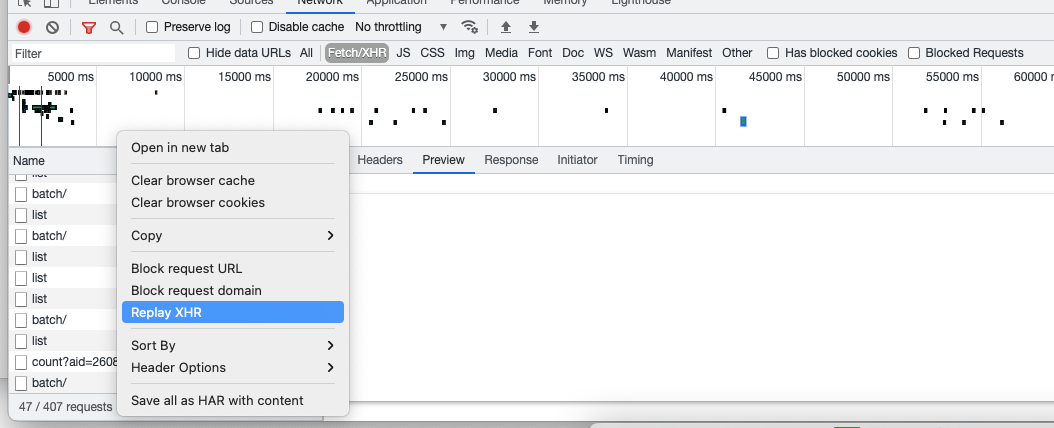 Elements Console Sources Network Performance Memory Lighthouse
Preserve log Disable cache No throttling
Filter Hide data URLs All Fetch/XHR JS CSS Img Media Font Doc WS Wasm Manifest Other Has blocked cookies Blocked Requests
5000 ms 10000 ms 15000 ms 20000 ms 25000 ms 30000 ms 35000 ms 40000 ms 45000 ms 50000 ms 55000 ms 60000
Name Headers Preview Response Initiator Timing
list
batch/
list
batch/
list
list
list
batch/
list
count?aid=2608
batch/
47 / 407 requests
Open in new tab
Clear browser cache
Clear browser cookies
Copy
Block request URL
Block request domain
Replay XHR
Sort By
Header Options
Save all as HAR with content